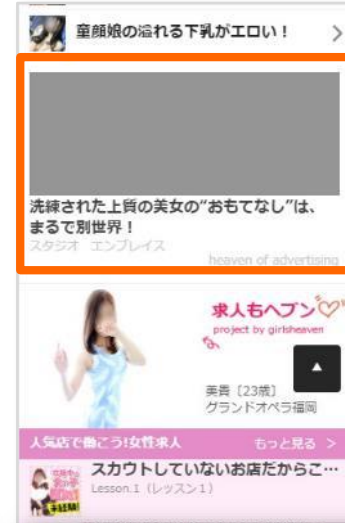 童顔娘の溢れる下乳がエロい！
洗練された上質の美女の“おもてなし”は、
まるで別世界！
スタジオ エンブレイス
heaven of advertising
求人もヘブン
project by girlsheaven
美貴［23歳］
グランドオペラ福岡
人気店で働こう!女性求人
もっと見る >
スカウトしていないお店だからこ…
Lesson.1（レッスン１）